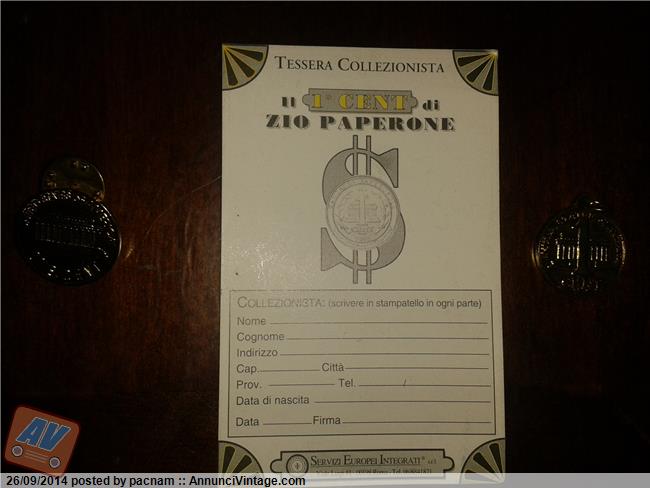 TESSERA COLLEZIONISTA
Il 1° CENT di
ZIO PAPERONE
COLLEZIONISTA: (scrivere in stampatello in ogni parte)
Nome
Cognome
Indirizzo
Cap. Città
Prov. Tel. /
Data di nascita
Data Firma
SERVIZI EUROPEI INTEGRATI
Roma - Tel.
AV
26/09/2014 posted by pacnam :: AnnunciVintage.com